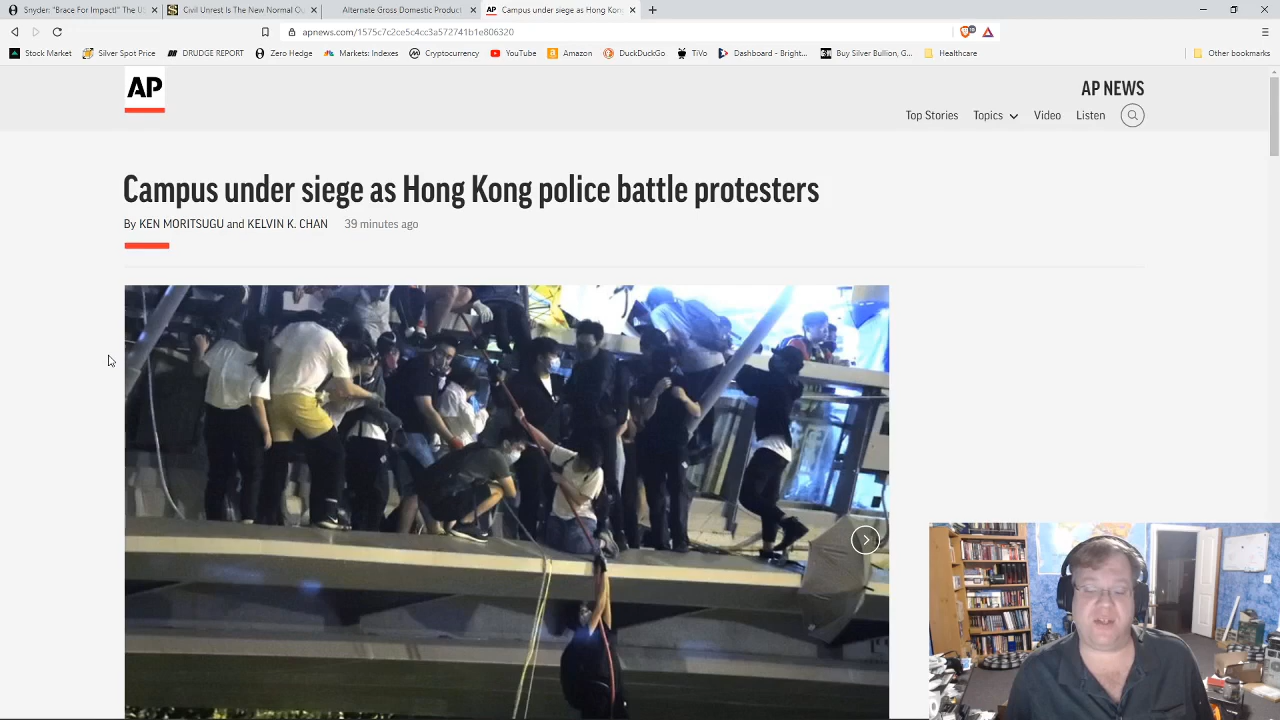 Snyder: "Brace For Impact!" The U
Civil Unrest Is The New Normal O
Alternate Gross Domestic Product
Campus under siege as Hong Kong
apnews.com/1575c7c2ce5c4cc3a572741b1e806320
Stock Market
Silver Spot Price
DRUDGE REPORT
Zero Hedge
Markets: Indexes
Cryptocurrency
YouTube
Amazon
DuckDuckGo
TiVo
Dashboard - Bright...
Buy Silver Bullion, G...
Healthcare
Other bookmarks
AP
AP NEWS
Top Stories Topics Video Listen
Campus under siege as Hong Kong police battle protesters
By KEN MORITSUGU and KELVIN K. CHAN 39 minutes ago